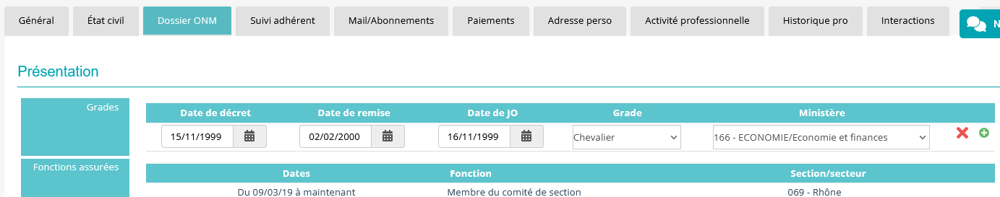 Général État civil Dossier ONM Suivi adhérent Mail/Abonnements Paiements Adresse perso Activité professionnelle Historique pro Interactions N
Présentation
Grades Date de décret Date de remise Date de JO Grade Ministère
15/11/1999 02/02/2000 16/11/1999 Chevalier 166 - ECONOMIE/Economie et finances
Fonctions assurées Dates Fonction Section/secteur
Du 09/03/19 à maintenant Membre du comité de section 069 - Rhône